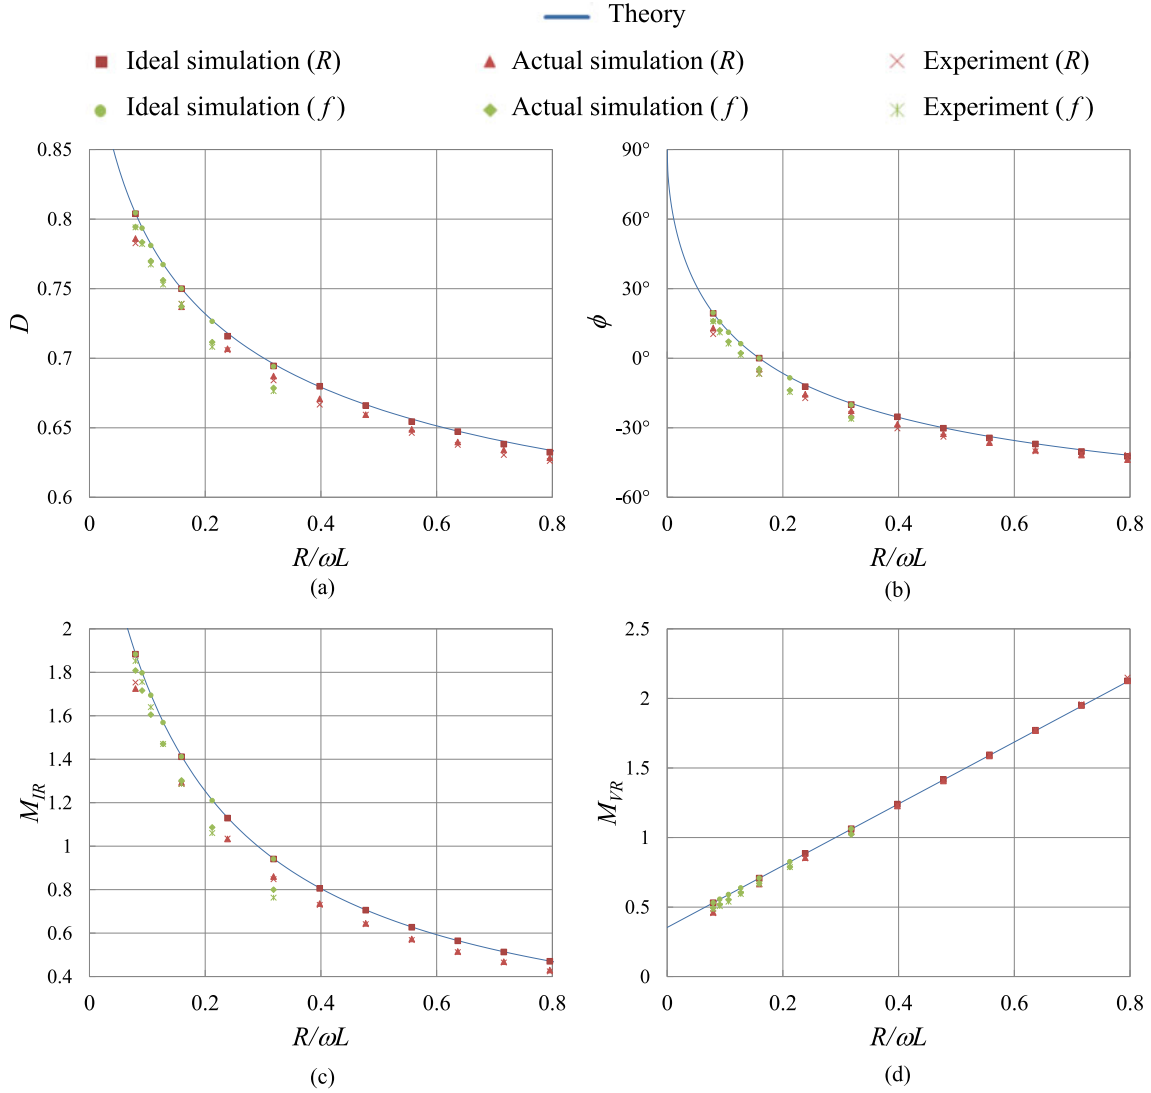 Theory
Ideal simulation (R) Actual simulation (R) Experiment (R)
Ideal simulation (f) Actual simulation (f) Experiment (f)
0.85
0.8
0.75
0.7
0.65
0.6
D
0 0.2 0.4 0.6 0.8
R/ωL
(a)
90°
60°
30°
0°
-30°
-60°
ϕ
0 0.2 0.4 0.6 0.8
R/ωL
(b)
2
1.8
1.6
1.4
1.2
1
0.8
0.6
0.4
M_IR
0 0.2 0.4 0.6 0.8
R/ωL
(c)
2.5
2
1.5
1
0.5
0
M_VR
0 0.2 0.4 0.6 0.8
R/ωL
(d)